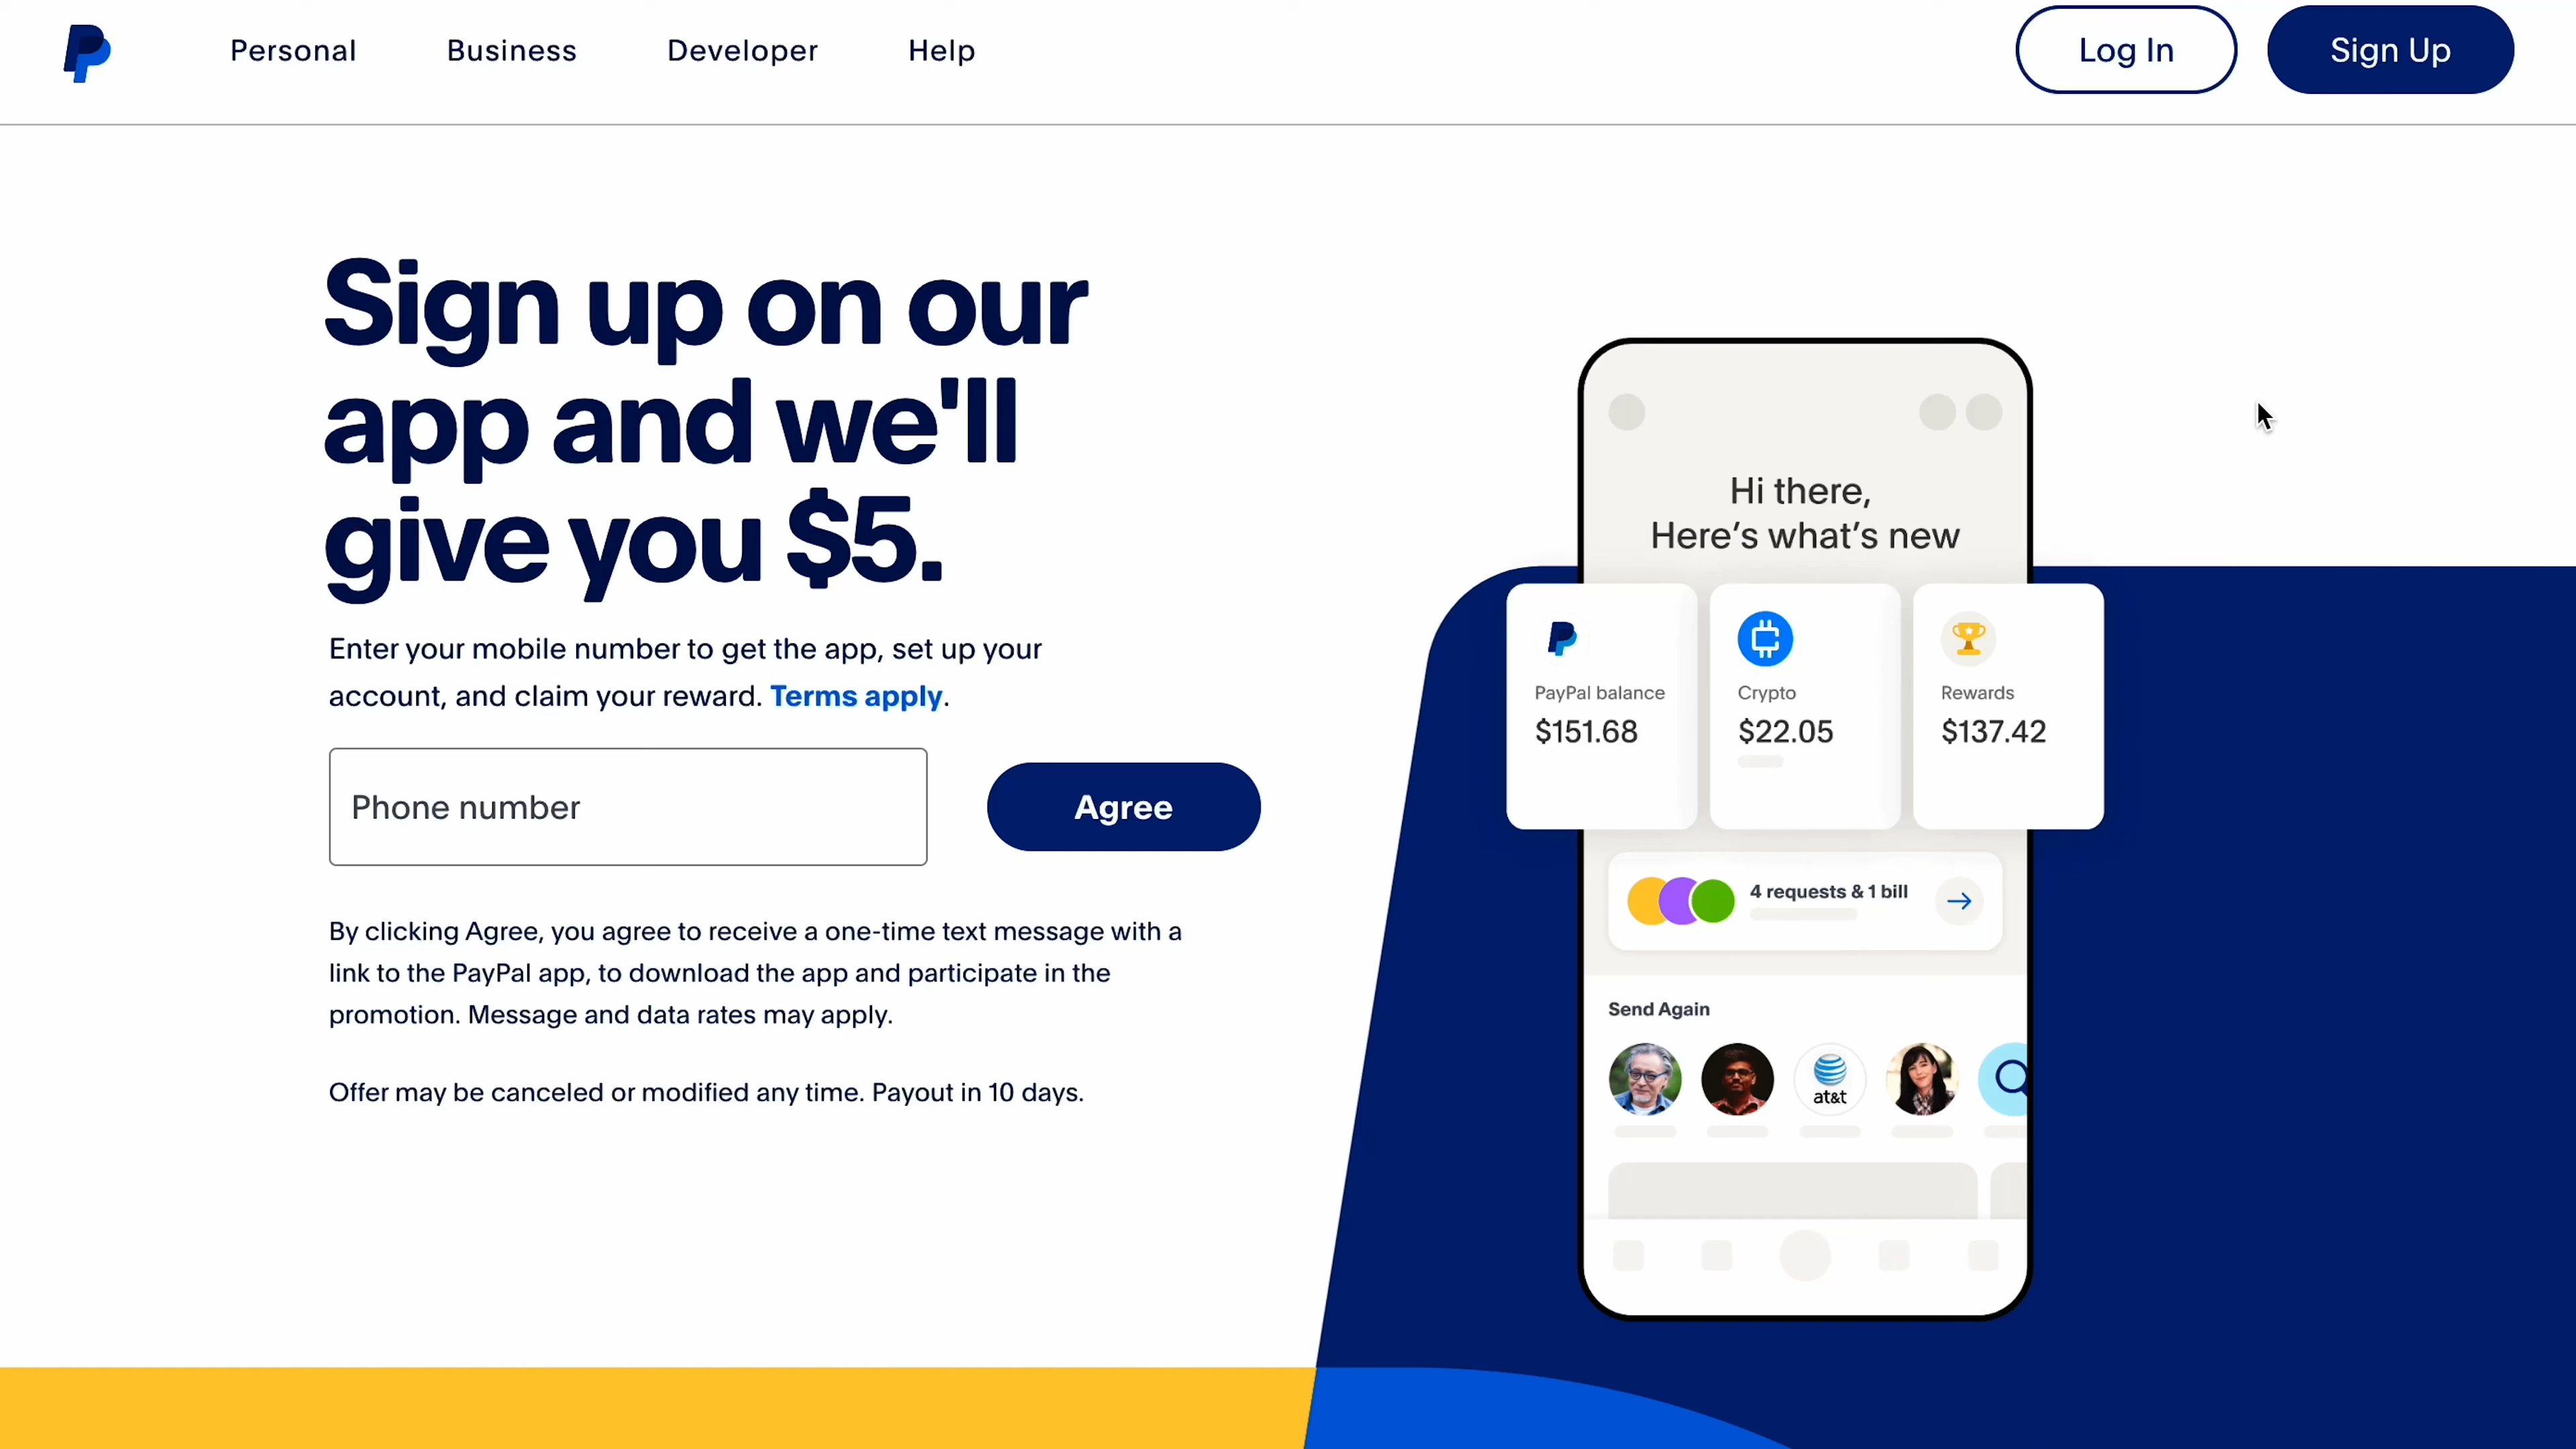 Personal
Business
Developer
Help
Log In
Sign Up
Sign up on our
app and we'll
give you $5.
Enter your mobile number to get the app, set up your
account, and claim your reward. Terms apply.
Phone number
Agree
By clicking Agree, you agree to receive a one-time text message with a
link to the PayPal app, to download the app and participate in the
promotion. Message and data rates may apply.
Offer may be canceled or modified any time. Payout in 10 days.
Hi there,
Here’s what’s new
PayPal balance
$151.68
Crypto
$22.05
Rewards
$137.42
4 requests & 1 bill
Send Again
at&t